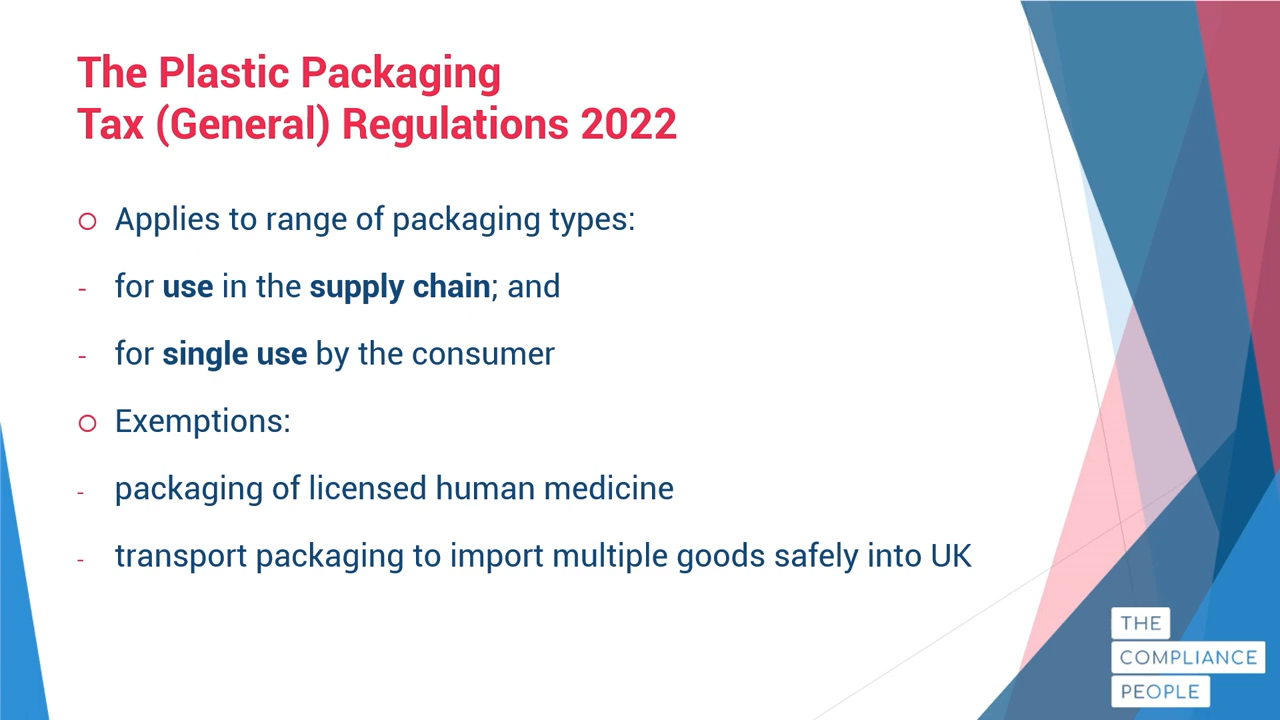 The Plastic Packaging
Tax (General) Regulations 2022
Applies to range of packaging types:
- for use in the supply chain; and
- for single use by the consumer
Exemptions:
- packaging of licensed human medicine
- transport packaging to import multiple goods safely into UK
THE
COMPLIANCE
PEOPLE